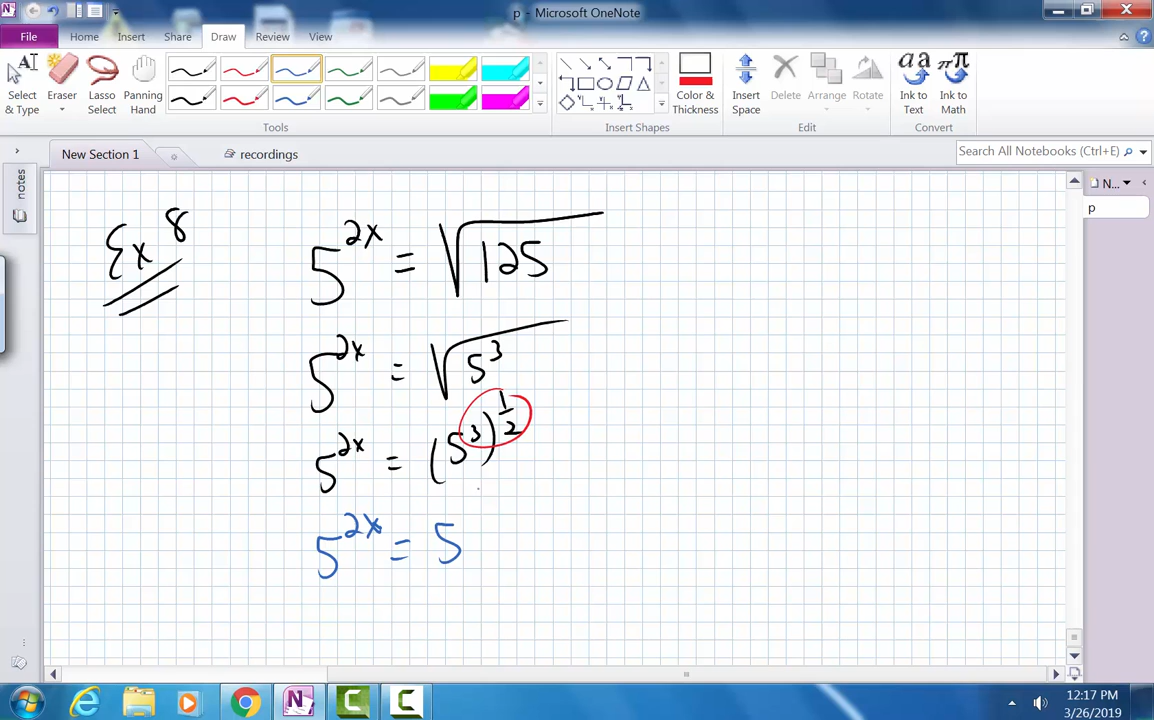 p - Microsoft OneNote
File Home Insert Share Draw Review View
Select & Type
Eraser
Lasso Select
Panning Hand
Color & Thickness
Insert Space
Delete
Arrange
Rotate
Ink to Text
Ink to Math
Tools
Insert Shapes
Edit
Convert
New Section 1
recordings
Search All Notebooks (Ctrl+E)
notes
N...
p
Ex 8
5^2x = √125
5^2x = √5^3
5^2x = (5^3)^1/2
5^2x = 5
12:17 PM
3/26/2019